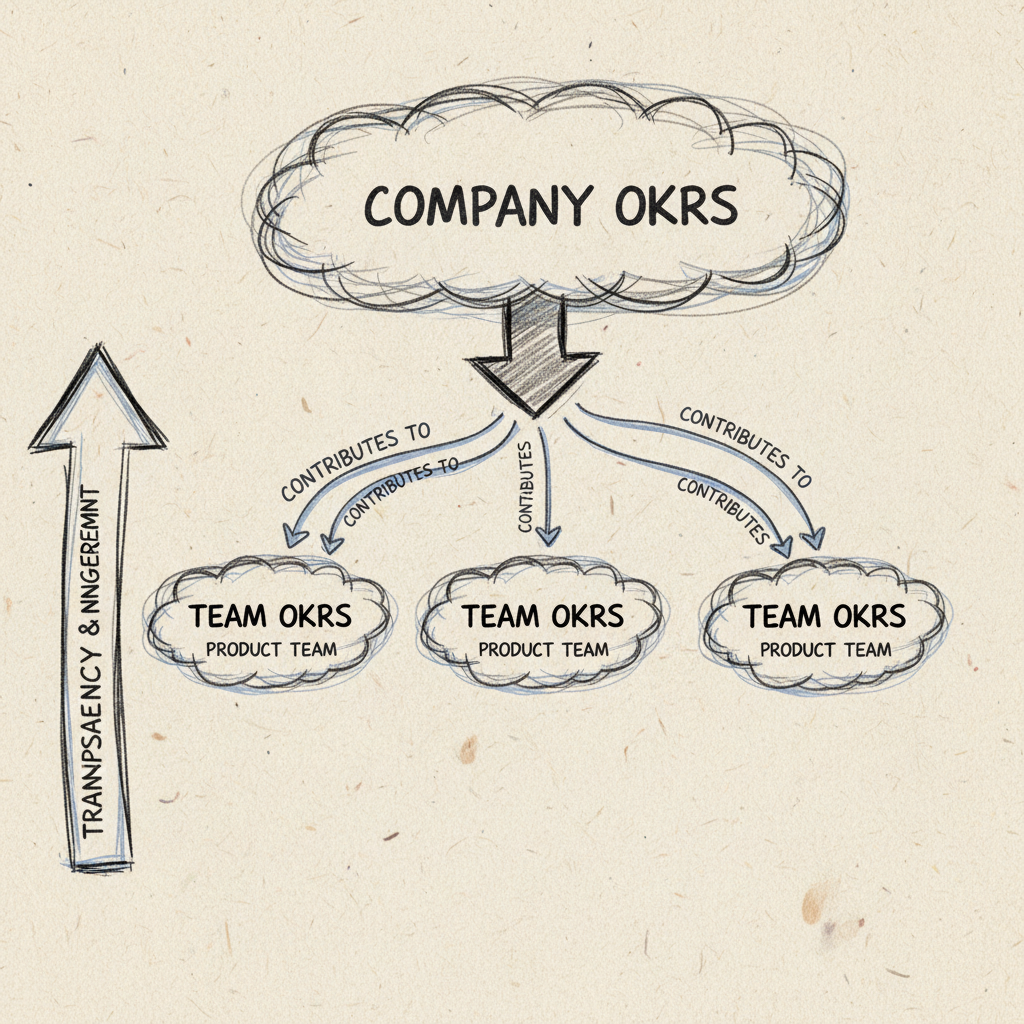 COMPANY OKRS
CONTRIBUTES TO
CONTRIBUTES TO
CONTIBUTES
CONTRIBUTES TO
CONTRIBUTES
TEAM OKRS
PRODUCT TEAM
TEAM OKRS
PRODUCT TEAM
TEAM OKRS
PRODUCT TEAM
TRANNPSAENCY & NNGEREMNT